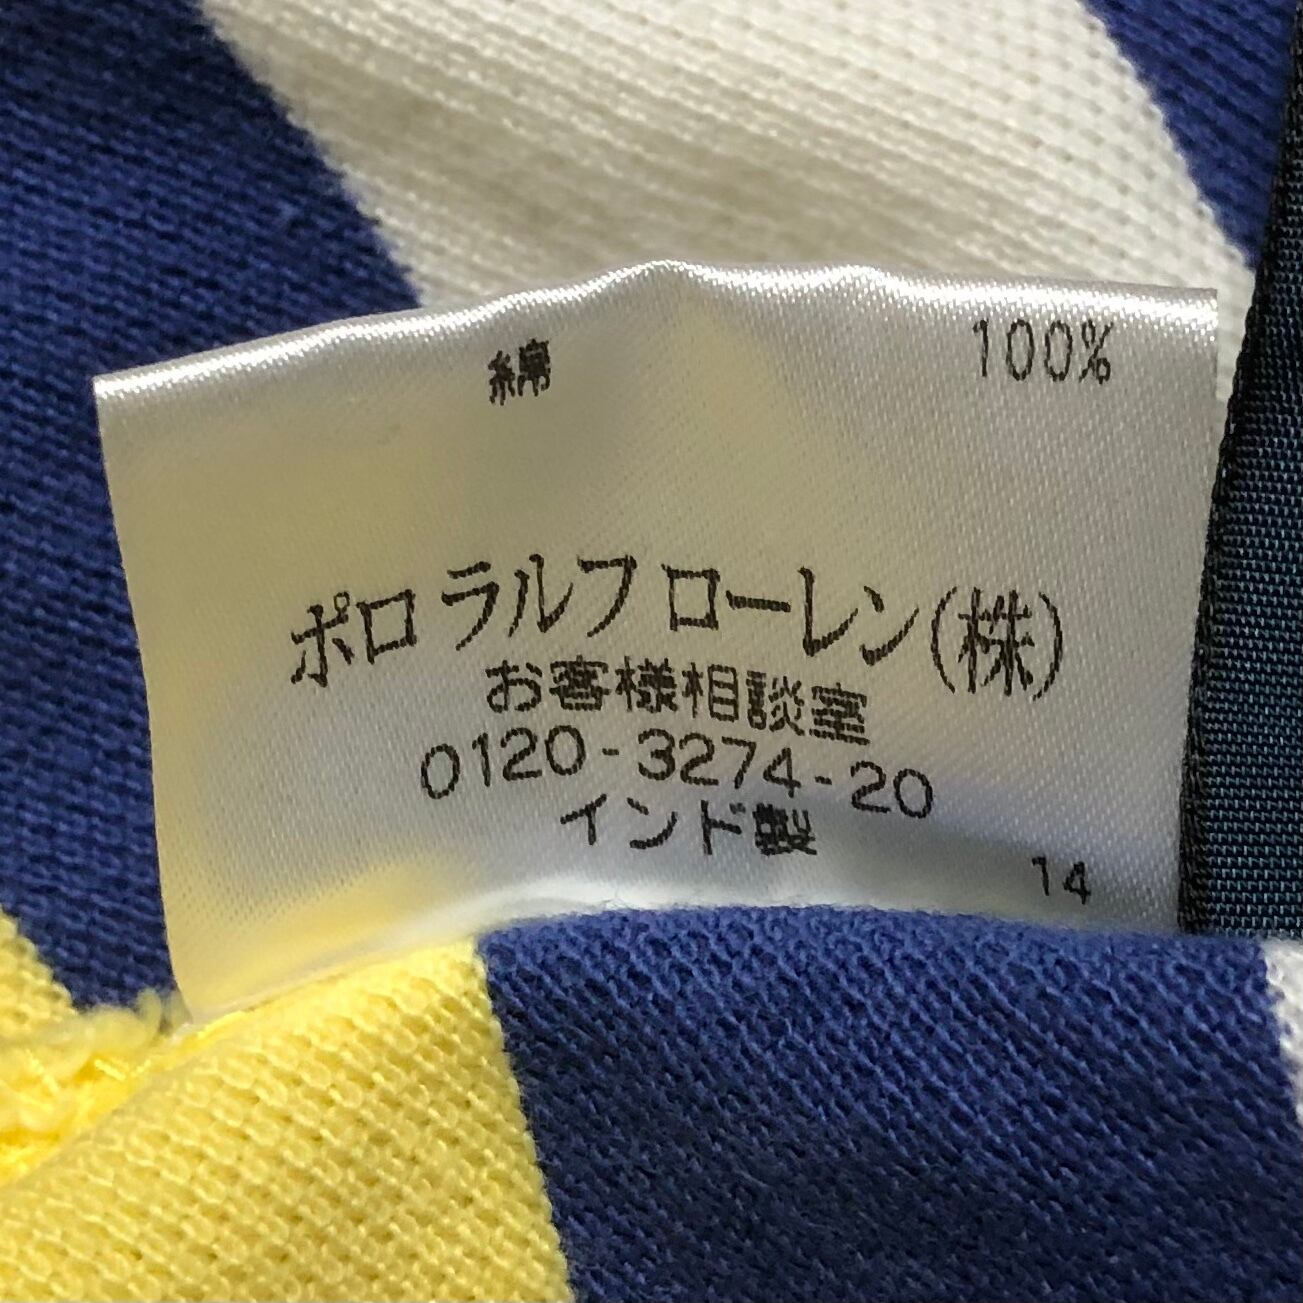 綿 100%
ポロ ラルフ ローレン(株)
お客様相談室
0120-3274-20
インド製
14